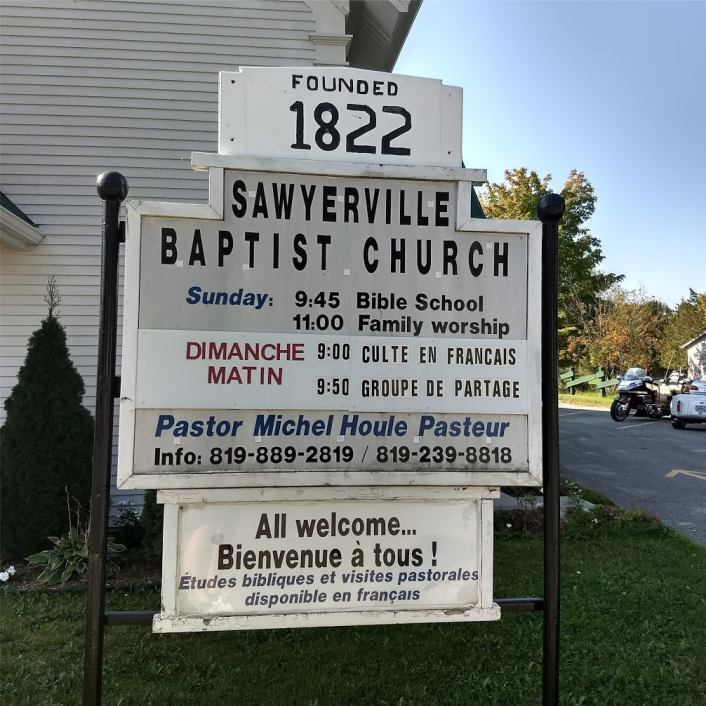 FOUNDED
1822
SAWYERVILLE
BAPTIST CHURCH
Sunday: 9:45 Bible School
11:00 Family worship
DIMANCHE 9:00 CULTE EN FRANCAIS
MATIN 9:50 GROUPE DE PARTAGE
Pastor Michel Houle Pasteur
Info: 819-889-2819 / 819-239-8818
All welcome...
Bienvenue à tous !
Études bibliques et visites pastorales
disponible en français